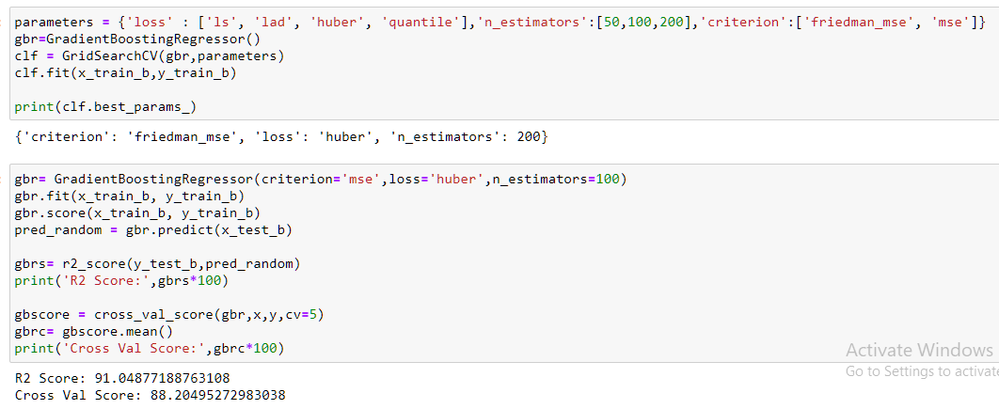 parameters = {'loss' : ['ls', 'lad', 'huber', 'quantile'],'n_estimators':[50,100,200],'criterion':['friedman_mse', 'mse']}
gbr=GradientBoostingRegressor()
clf = GridSearchCV(gbr,parameters)
clf.fit(x_train_b,y_train_b)

print(clf.best_params_)
{'criterion': 'friedman_mse', 'loss': 'huber', 'n_estimators': 200}
gbr= GradientBoostingRegressor(criterion='mse',loss='huber',n_estimators=100)
gbr.fit(x_train_b, y_train_b)
gbr.score(x_train_b, y_train_b)
pred_random = gbr.predict(x_test_b)

gbrs= r2_score(y_test_b,pred_random)
print('R2 Score:',gbrs*100)

gbscore = cross_val_score(gbr,x,y,cv=5)
gbrc= gbscore.mean()
print('Cross Val Score:',gbrc*100)
Activate Windows
Go to Settings to activate
R2 Score: 91.04877188763108
Cross Val Score: 88.20495272983038